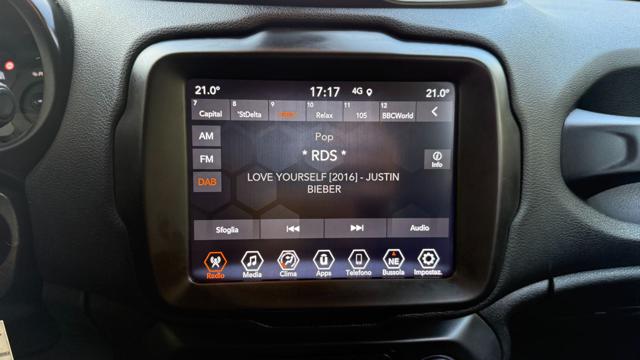 21.0° 17:17 4G 21.0°
7 8 9 10 11 12
Capital *StDelta Relax 105 BBCWorld
AM
Pop
* RDS *
FM
i
Info
LOVE YOURSELF [2016] - JUSTIN
BIEBER
DAB
Sfoglia Audio
NE
Radio Media Clima Apps Telefono Bussola Impostaz.